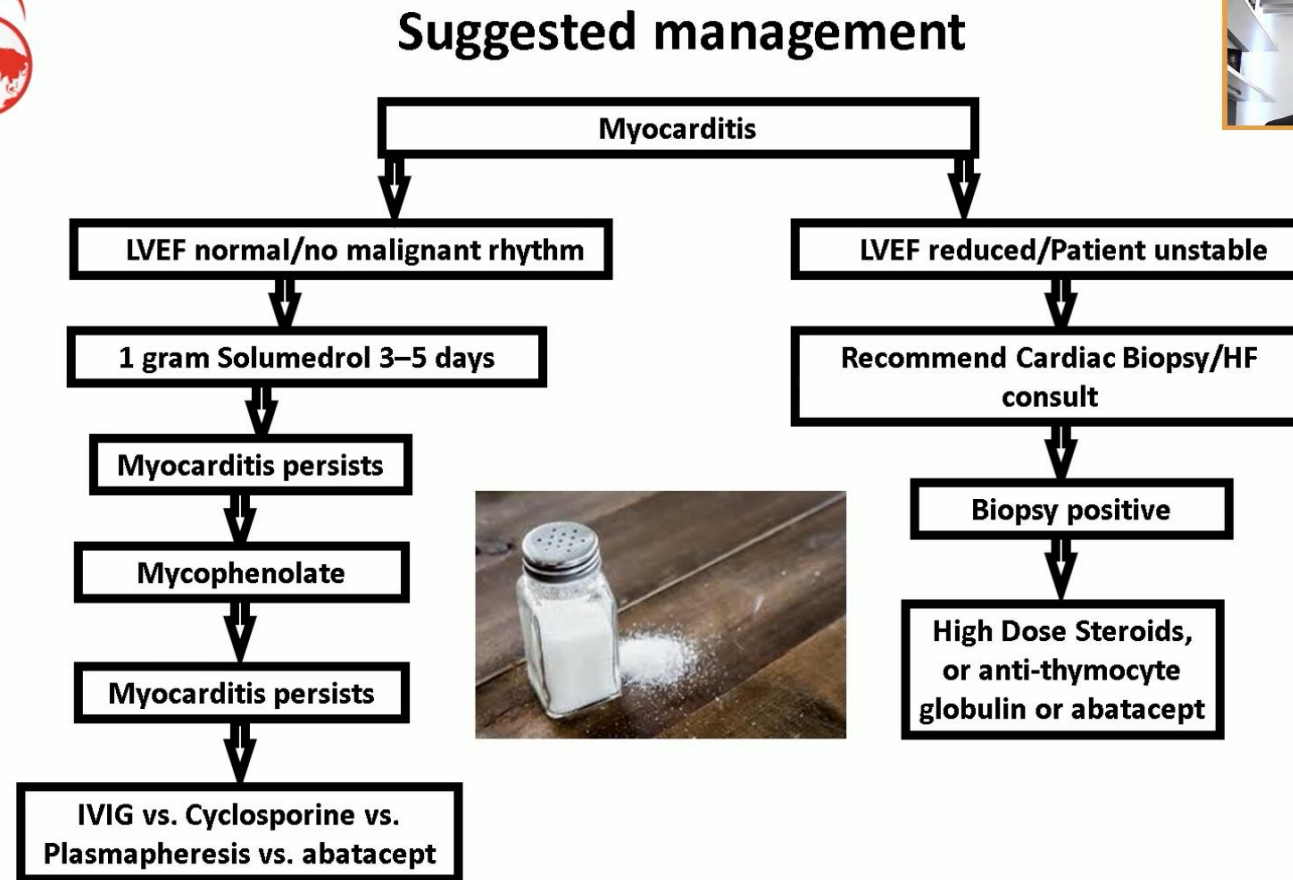 Suggested management
Myocarditis
LVEF normal/no malignant rhythm
1 gram Solumedrol 3–5 days
Myocarditis persists
Mycophenolate
Myocarditis persists
IVIG vs. Cyclosporine vs.
Plasmapheresis vs. abatacept
LVEF reduced/Patient unstable
Recommend Cardiac Biopsy/HF
consult
Biopsy positive
High Dose Steroids,
or anti-thymocyte
globulin or abatacept